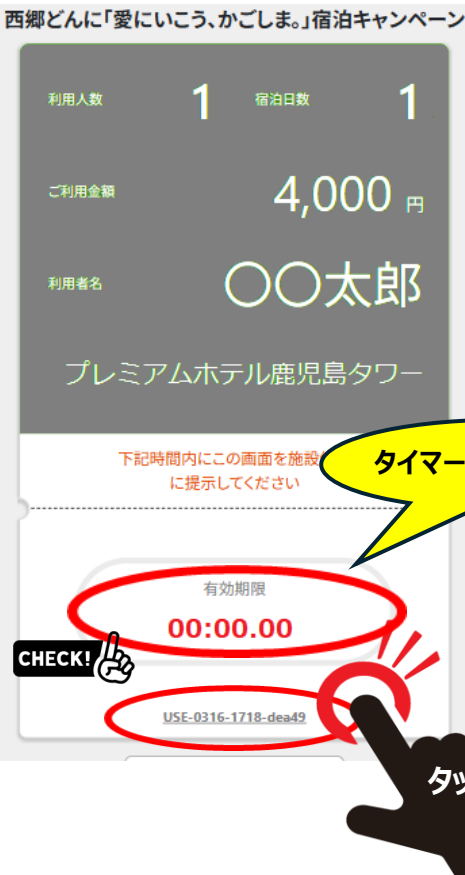 西郷どんに「愛にいこう、かごしま。」宿泊キャンペーン
利用人数 1 宿泊日数 1
ご利用金額 4,000 円
利用者名 〇〇太郎
プレミアムホテル鹿児島タワー
下記時間内にこの画面を施設
に提示してください
タイマー
有効期限
00:00.00
CHECK!
USE-0316-1718-dea49
タッ